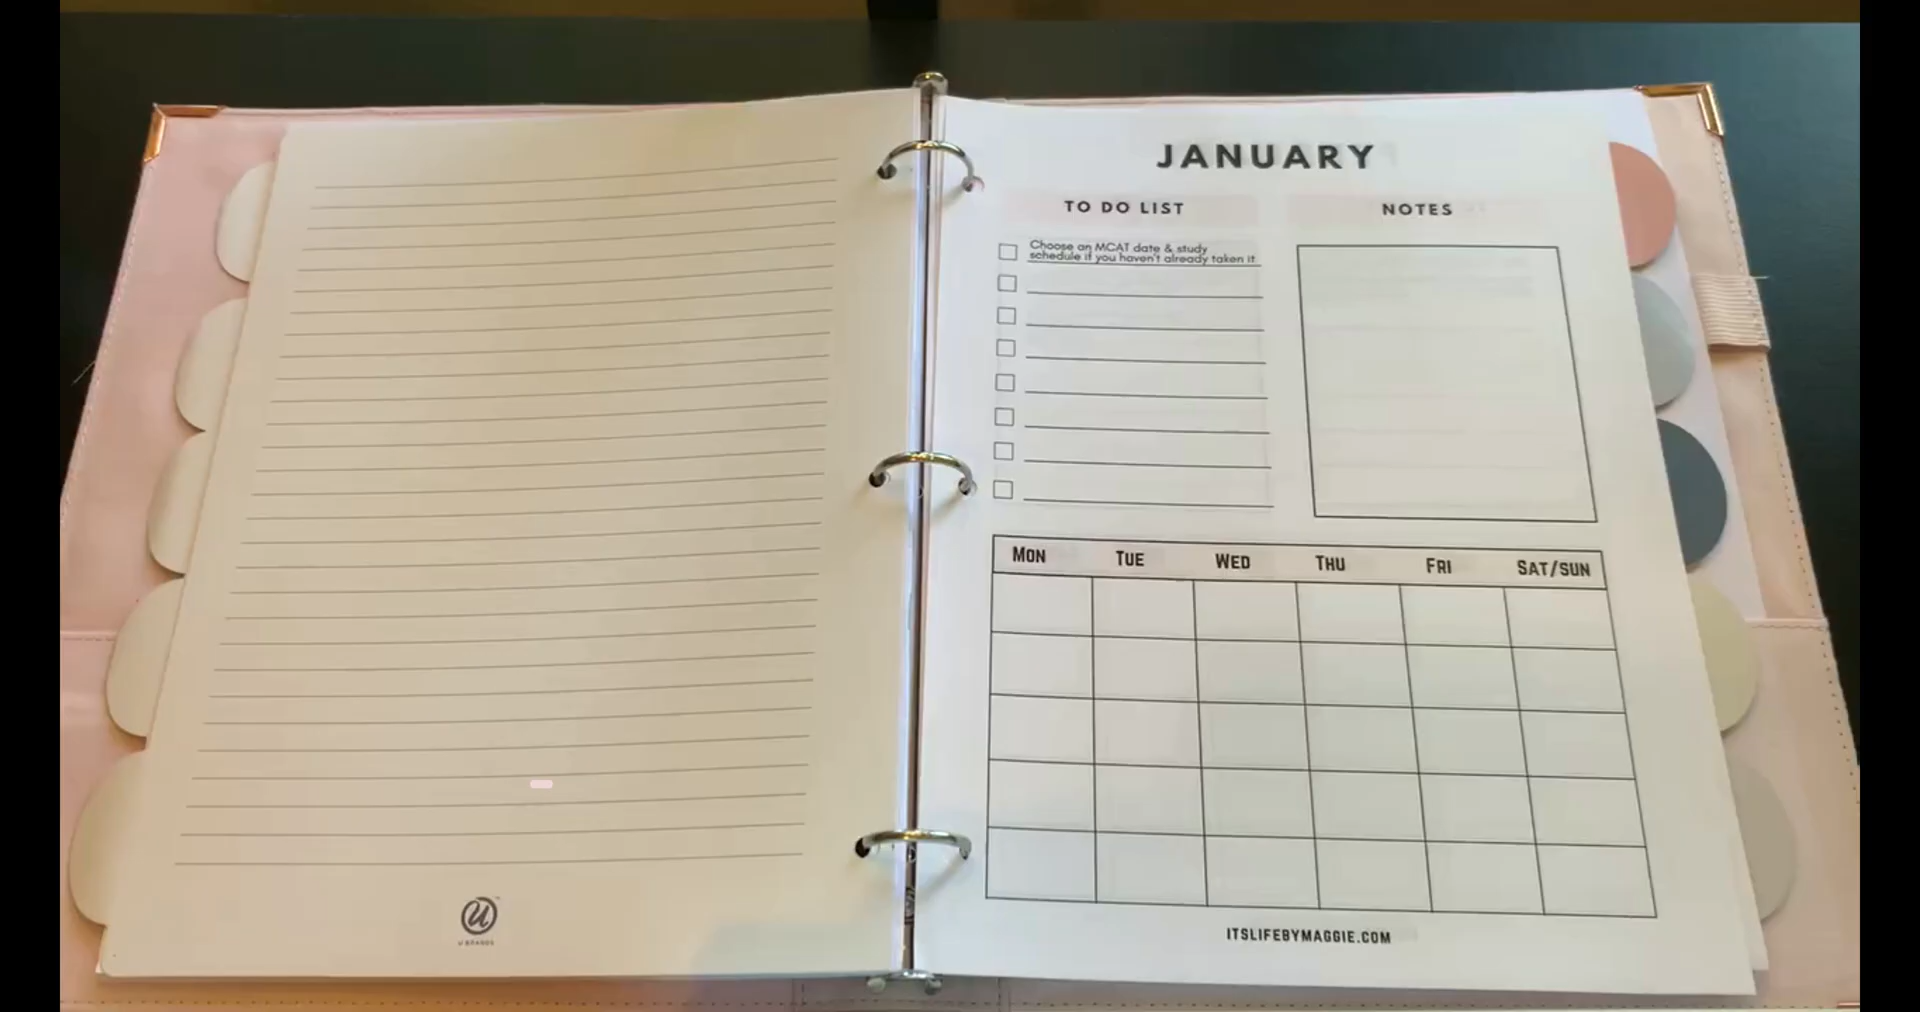 JANUARY
TO DO LIST
NOTES
Choose an MCAT date & study
schedule if you haven't already taken it
MON TUE WED THU FRI SAT/SUN
U BRANDS
ITSLIFEBYMAGGIE.COM